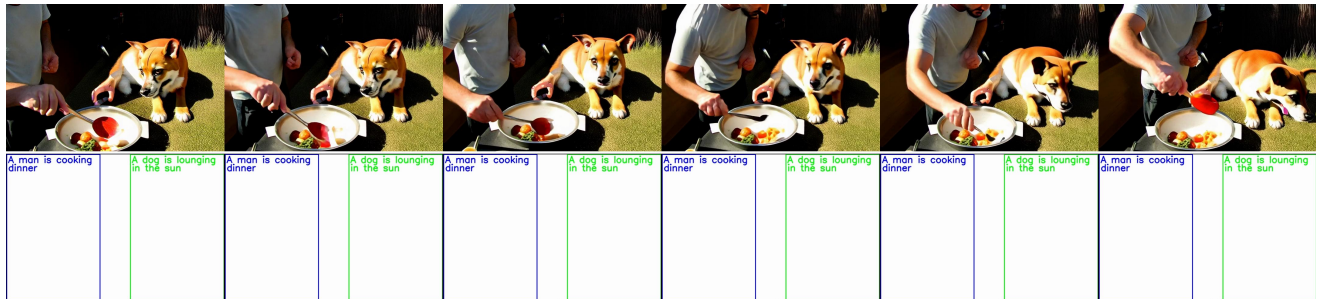 A man is cooking
dinner
A dog is lounging
in the sun
A man is cooking
dinner
A dog is lounging
in the sun
A man is cooking
dinner
A dog is lounging
in the sun
A man is cooking
dinner
A dog is lounging
in the sun
A man is cooking
dinner
A dog is lounging
in the sun
A man is cooking
dinner
A dog is lounging
in the sun